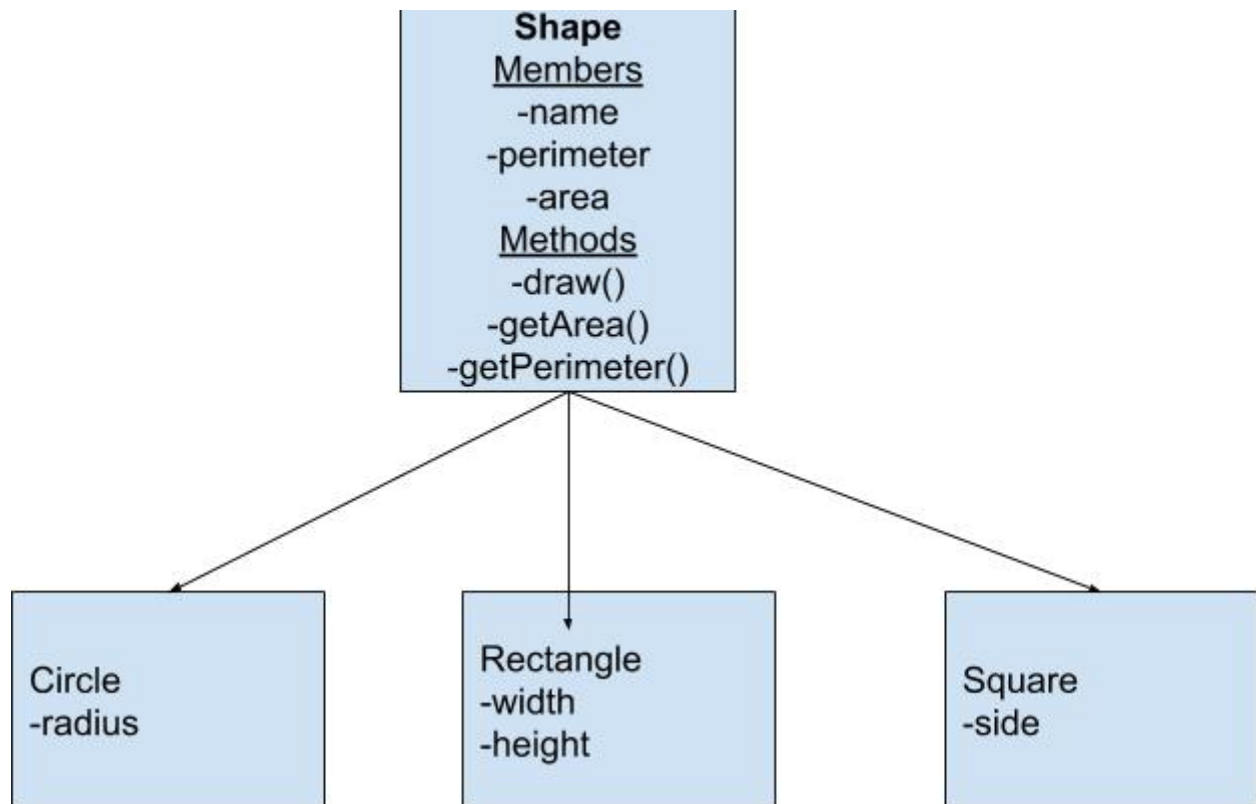 Shape
Members
-name
-perimeter
-area
Methods
-draw()
-getArea()
-getPerimeter()
Circle
-radius
Rectangle
-width
-height
Square
-side